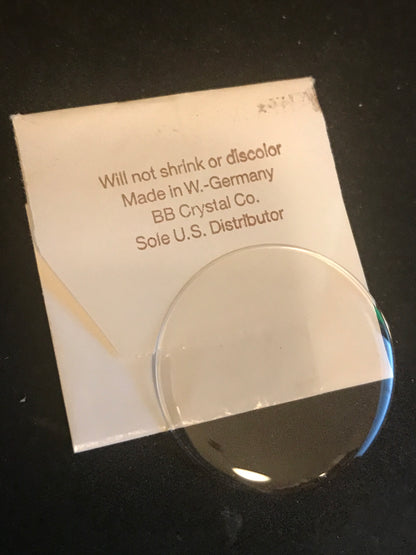 Will not shrink or discolor
Made in W.-Germany
BB Crystal Co.
Sole U.S. Distributor